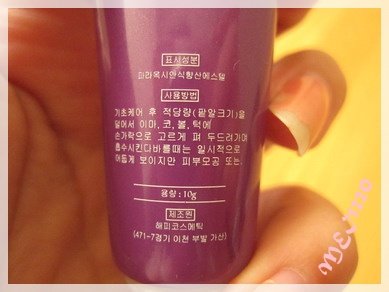 표시성분
파라옥시안식향산에스텔
사용방법
기초케어 후 적당량(팥알크기)을
덜어서 이마, 코, 볼, 턱에
손가락으로 고르게 펴 두드리기며
흡수시킨다바를때는 일시적으로
어둡게 보이지만 피부모공 또는,
용량 : 10g
제조원
해피코스메틱
(471-7경기 이천 부발 가산)